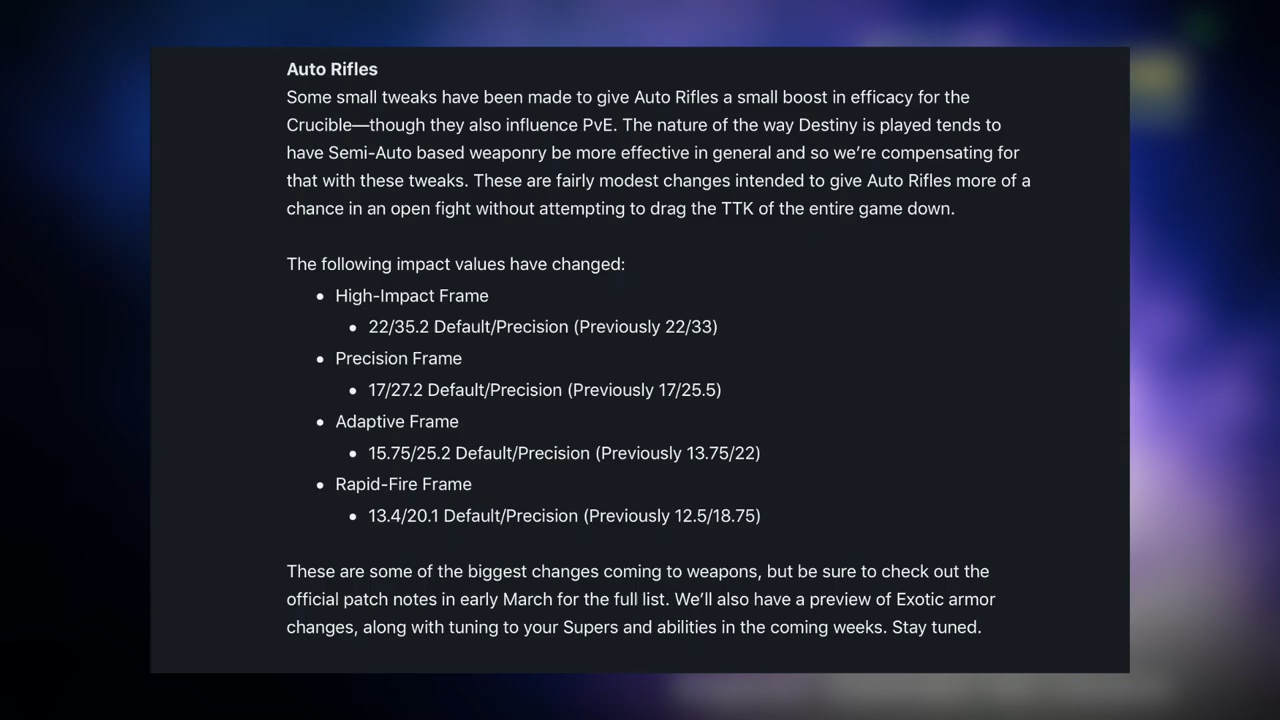 Auto Rifles
Some small tweaks have been made to give Auto Rifles a small boost in efficacy for the
Crucible—though they also influence PvE. The nature of the way Destiny is played tends to
have Semi-Auto based weaponry be more effective in general and so we’re compensating for
that with these tweaks. These are fairly modest changes intended to give Auto Rifles more of a
chance in an open fight without attempting to drag the TTK of the entire game down.
The following impact values have changed:
• High-Impact Frame
• 22/35.2 Default/Precision (Previously 22/33)
• Precision Frame
• 17/27.2 Default/Precision (Previously 17/25.5)
• Adaptive Frame
• 15.75/25.2 Default/Precision (Previously 13.75/22)
• Rapid-Fire Frame
• 13.4/20.1 Default/Precision (Previously 12.5/18.75)
These are some of the biggest changes coming to weapons, but be sure to check out the
official patch notes in early March for the full list. We’ll also have a preview of Exotic armor
changes, along with tuning to your Supers and abilities in the coming weeks. Stay tuned.